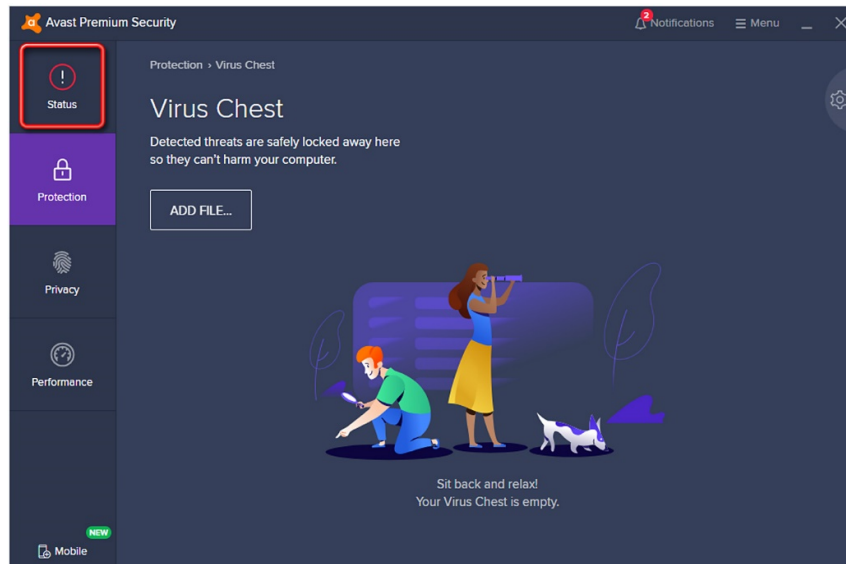 Avast Premium Security
2
Notifications
Menu
Status
Protection › Virus Chest
Virus Chest
Detected threats are safely locked away here
so they can't harm your computer.
ADD FILE...
Protection
Privacy
Performance
Sit back and relax!
Your Virus Chest is empty.
NEW
Mobile